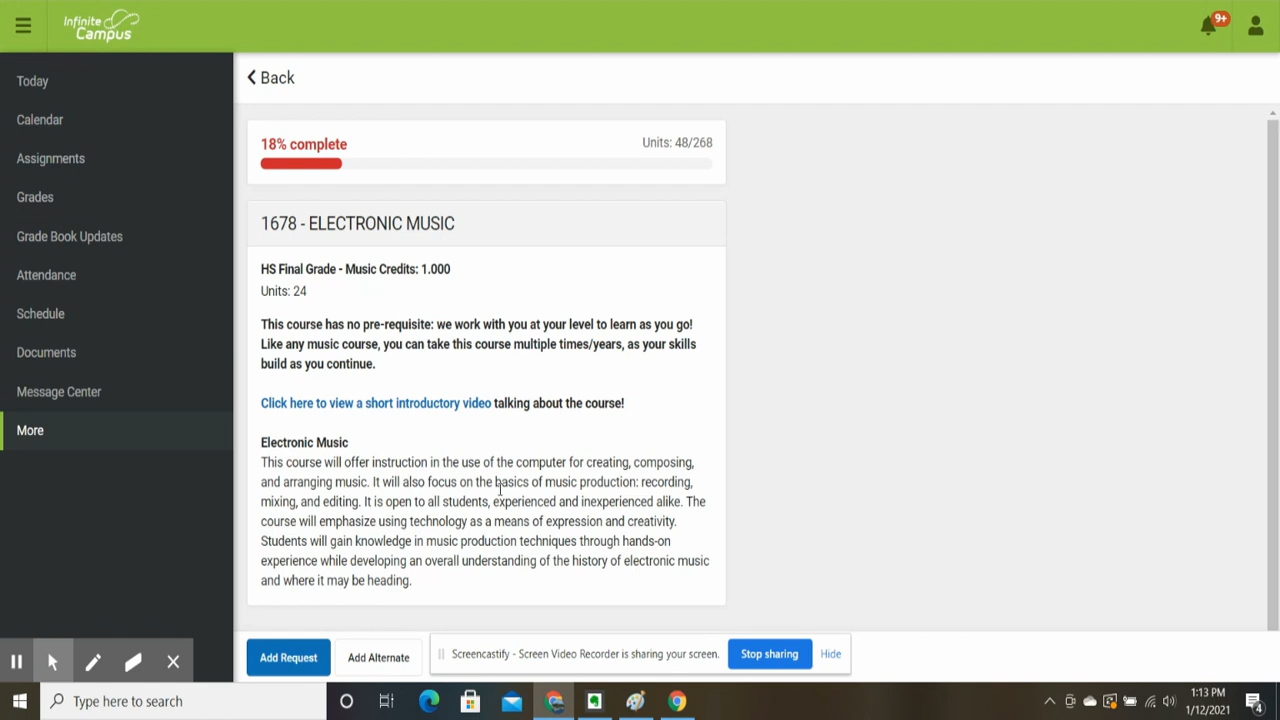 Infinite
Campus
9+
Today
Calendar
Assignments
Grades
Grade Book Updates
Attendance
Schedule
Documents
Message Center
More
Back
18% complete
Units: 48/268
1678 - ELECTRONIC MUSIC
HS Final Grade - Music Credits: 1.000
Units: 24
This course has no pre-requisite: we work with you at your level to learn as you go!
Like any music course, you can take this course multiple times/years, as your skills
build as you continue.
Click here to view a short introductory video talking about the course!
Electronic Music
This course will offer instruction in the use of the computer for creating, composing,
and arranging music. It will also focus on the basics of music production: recording,
mixing, and editing. It is open to all students, experienced and inexperienced alike. The
course will emphasize using technology as a means of expression and creativity.
Students will gain knowledge in music production techniques through hands-on
experience while developing an overall understanding of the history of electronic music
and where it may be heading.
Add Request
Add Alternate
Screencastify - Screen Video Recorder is sharing your screen.
Stop sharing
Hide
Type here to search
1:13 PM
1/12/2021
4